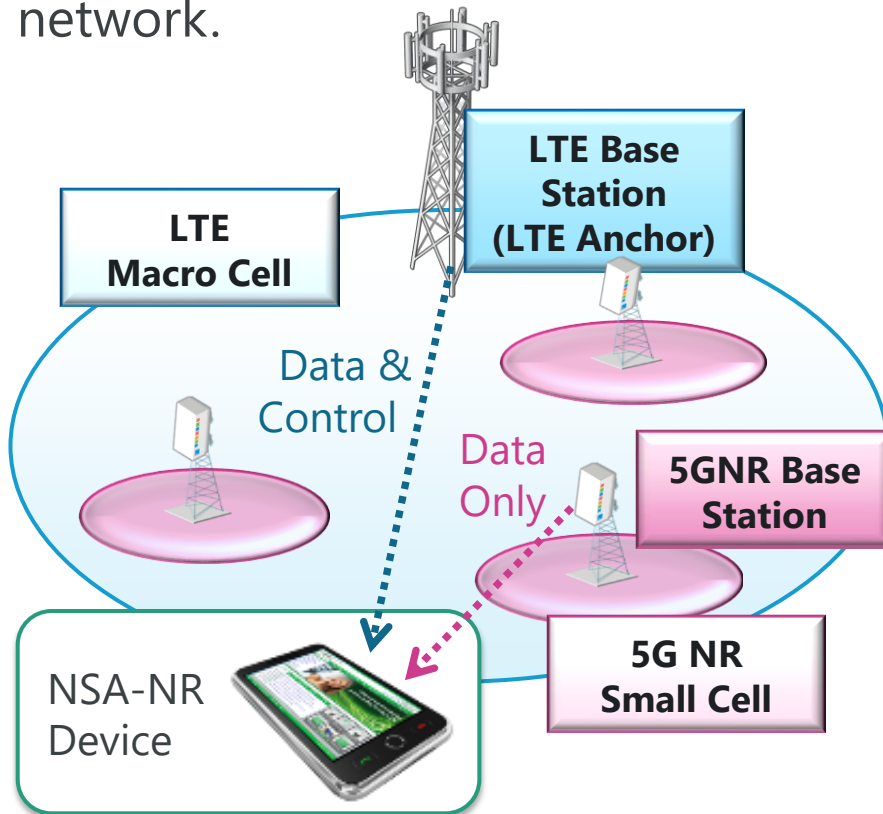 network.
LTE Base
Station
(LTE Anchor)
LTE
Macro Cell
Data &
Control
Data
Only
5GNR Base
Station
5G NR
Small Cell
NSA-NR
Device